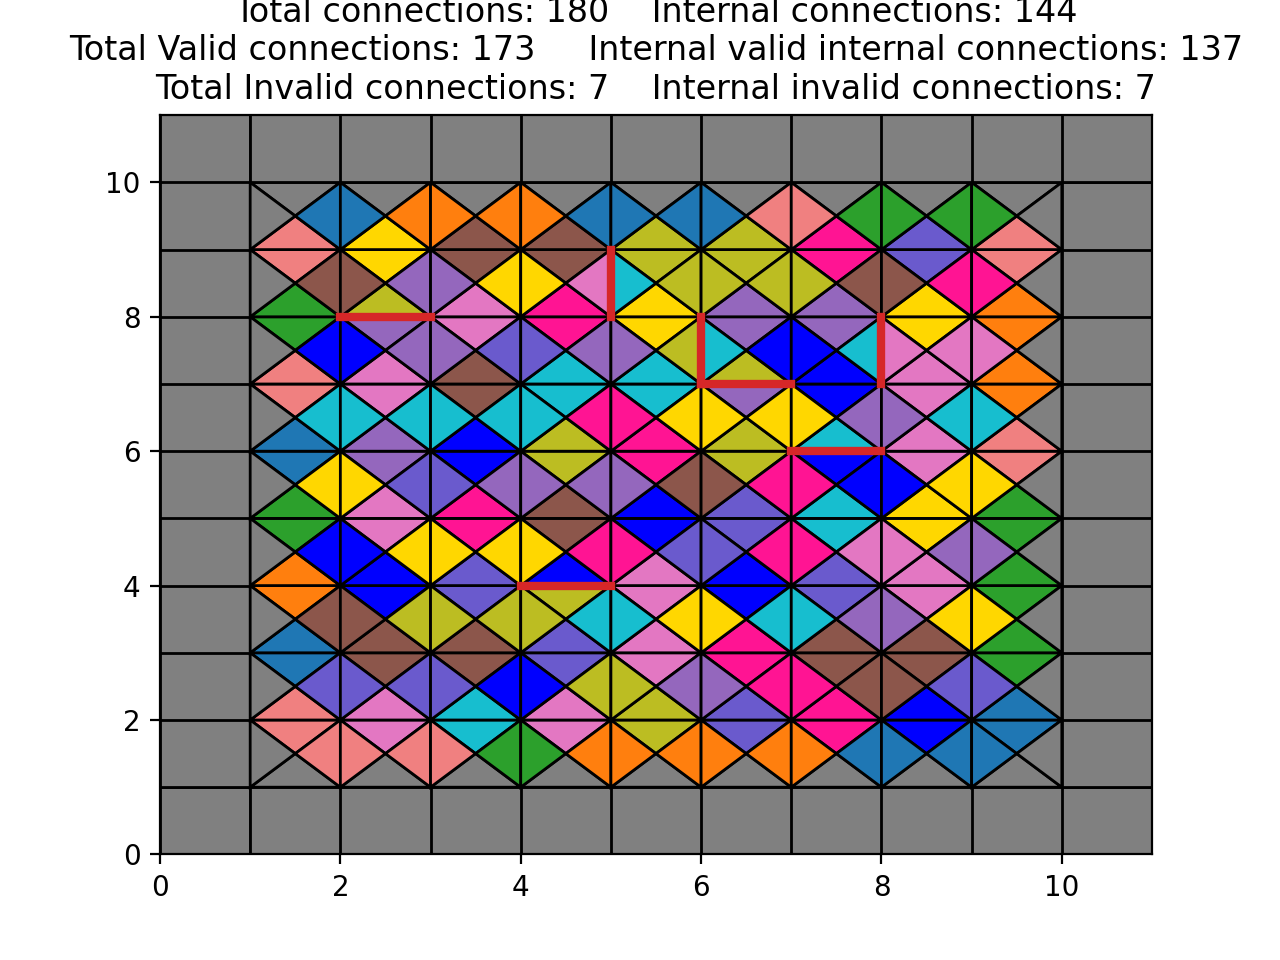 Total connections: 180 Internal connections: 144
Total Valid connections: 173 Internal valid internal connections: 137
Total Invalid connections: 7 Internal invalid connections: 7
10
8
6
4
2
0
0 2 4 6 8 10